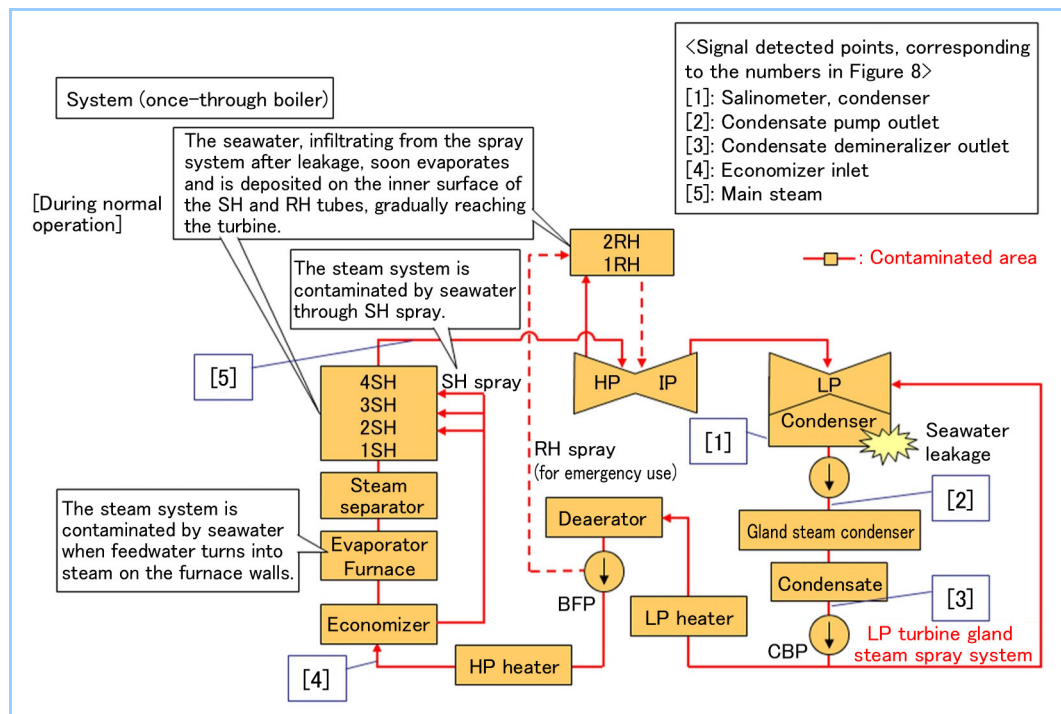 <Signal detected points, corresponding
to the numbers in Figure 8>
[1]: Salinometer, condenser
[2]: Condensate pump outlet
[3]: Condensate demineralizer outlet
[4]: Economizer inlet
[5]: Main steam
System (once-through boiler)
The seawater, infiltrating from the spray
system after leakage, soon evaporates
and is deposited on the inner surface of
the SH and RH tubes, gradually reaching
the turbine.
[During normal
operation]
2RH
1RH
: Contaminated area
The steam system is
contaminated by seawater
through SH spray.
[5]
SH spray
4SH
3SH
2SH
1SH
HP
IP
LP
Condenser
[1]
Seawater
leakage
RH spray
(for emergency use)
Steam
separator
[2]
The steam system is
contaminated by seawater
when feedwater turns into
steam on the furnace walls.
Deaerator
Gland steam condenser
Evaporator
Furnace
BFP
Condensate
[3]
LP heater
Economizer
CBP
LP turbine gland
steam spray system
HP heater
[4]